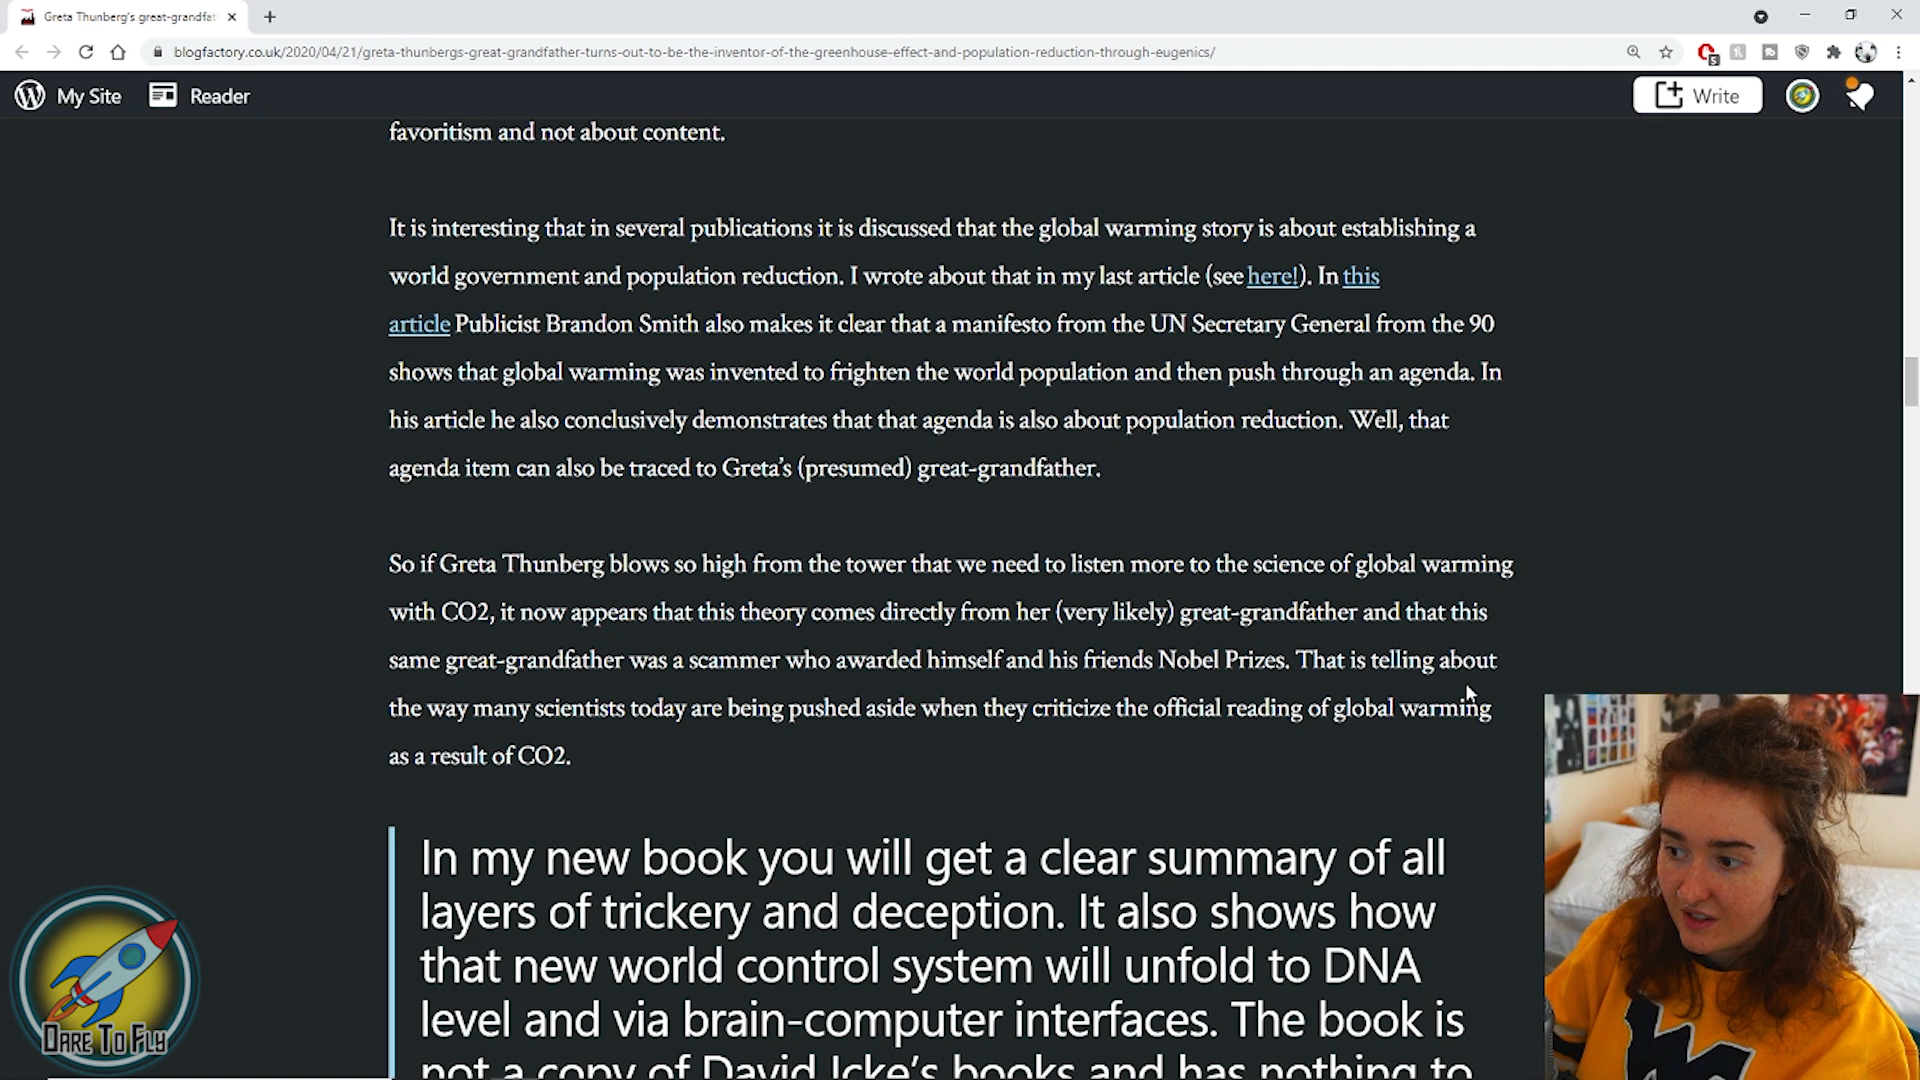 Greta Thunberg's great-grandfat
blogfactory.co.uk/2020/04/21/greta-thunbergs-great-grandfather-turns-out-to-be-the-inventor-of-the-greenhouse-effect-and-population-reduction-through-eugenics/
5
My Site Reader Write
favoritism and not about content.
It is interesting that in several publications it is discussed that the global warming story is about establishing a
world government and population reduction. I wrote about that in my last article (see here!). In this
article Publicist Brandon Smith also makes it clear that a manifesto from the UN Secretary General from the 90
shows that global warming was invented to frighten the world population and then push through an agenda. In
his article he also conclusively demonstrates that that agenda is also about population reduction. Well, that
agenda item can also be traced to Greta's (presumed) great-grandfather.
So if Greta Thunberg blows so high from the tower that we need to listen more to the science of global warming
with CO2, it now appears that this theory comes directly from her (very likely) great-grandfather and that this
same great-grandfather was a scammer who awarded himself and his friends Nobel Prizes. That is telling about
the way many scientists today are being pushed aside when they criticize the official reading of global warming
as a result of CO2.
In my new book you will get a clear summary of all
layers of trickery and deception. It also shows how
that new world control system will unfold to DNA
level and via brain-computer interfaces. The book is
not a copy of David Icke's books and has nothing to
DARE TO FLY